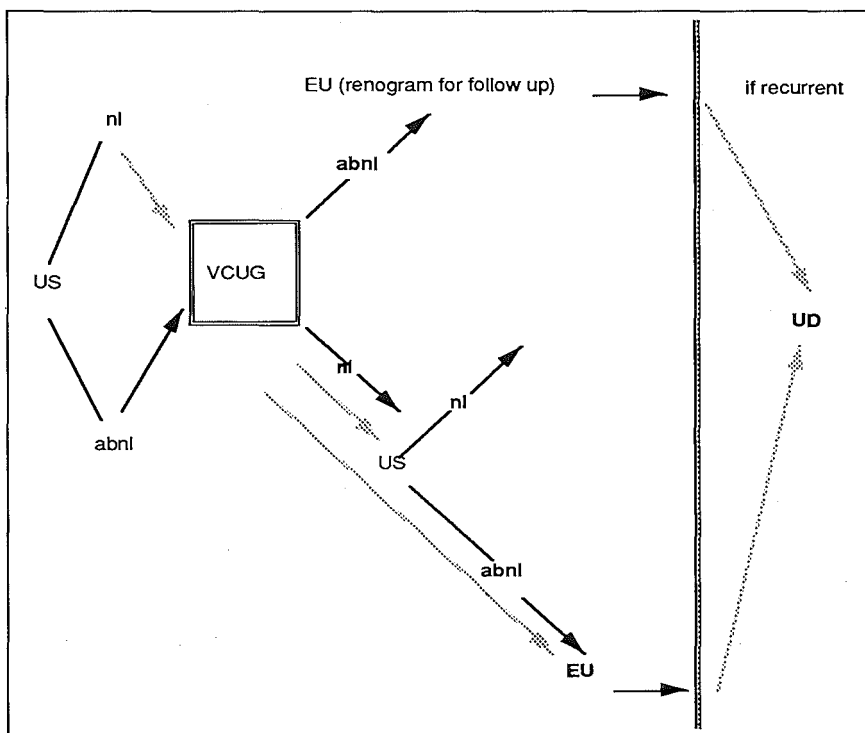 EU (renogram for follow up)
if recurrent
nl
abnl
US
VCUG
UD
nl
nl
abnl
US
abnl
EU